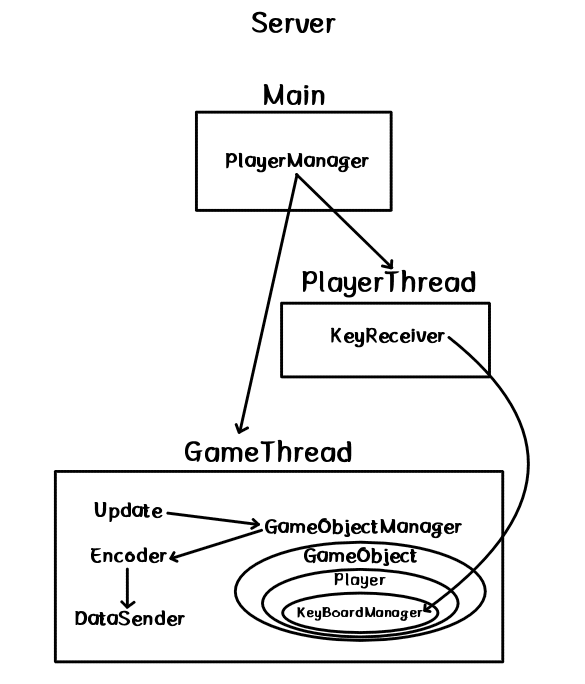 Server
Main
PlayerManager
PlayerThread
KeyReceiver
GameThread
Update
GameObjectManager
Encoder
GameObject
Player
DataSender
KeyBoardManager